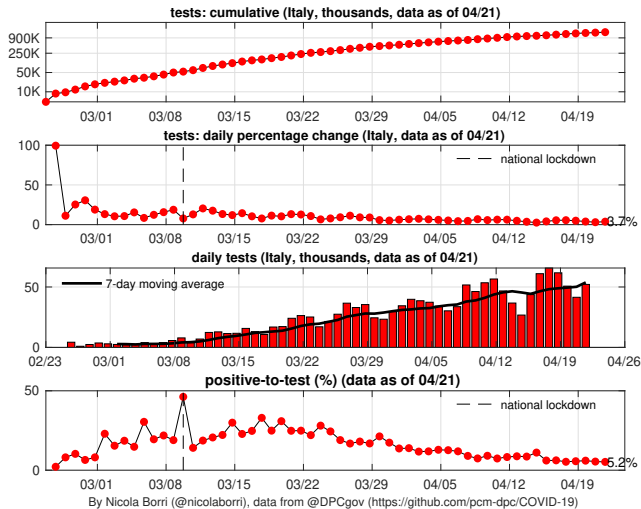 tests: cumulative (Italy, thousands, data as of 04/21)
900K
250K
50K
10K
03/01 03/08 03/15 03/22 03/29 04/05 04/12 04/19
tests: daily percentage change (Italy, data as of 04/21)
100
50
0
national lockdown
3.7%
03/01 03/08 03/15 03/22 03/29 04/05 04/12 04/19
daily tests (Italy, thousands, data as of 04/21)
50
0
7-day moving average
02/23 03/01 03/08 03/15 03/22 03/29 04/05 04/12 04/19 04/26
positive-to-test (%) (data as of 04/21)
50
0
national lockdown
5.2%
03/01 03/08 03/15 03/22 03/29 04/05 04/12 04/19
By Nicola Borri (@nicolaborri), data from @DPCgov (https://github.com/pcm-dpc/COVID-19)